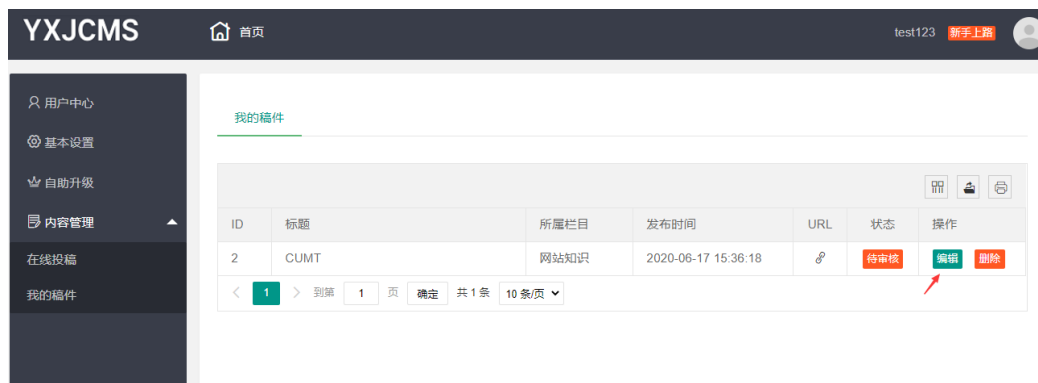 YXJCMS 首页 test123 新手上路
用户中心
我的稿件
基本设置
自助升级
内容管理
ID 标题 所属栏目 发布时间 URL 状态 操作
在线投稿
2 CUMT 网站知识 2020-06-17 15:36:18 待审核 编辑 删除
我的稿件
1 到第 1 页 确定 共 1 条 10 条/页